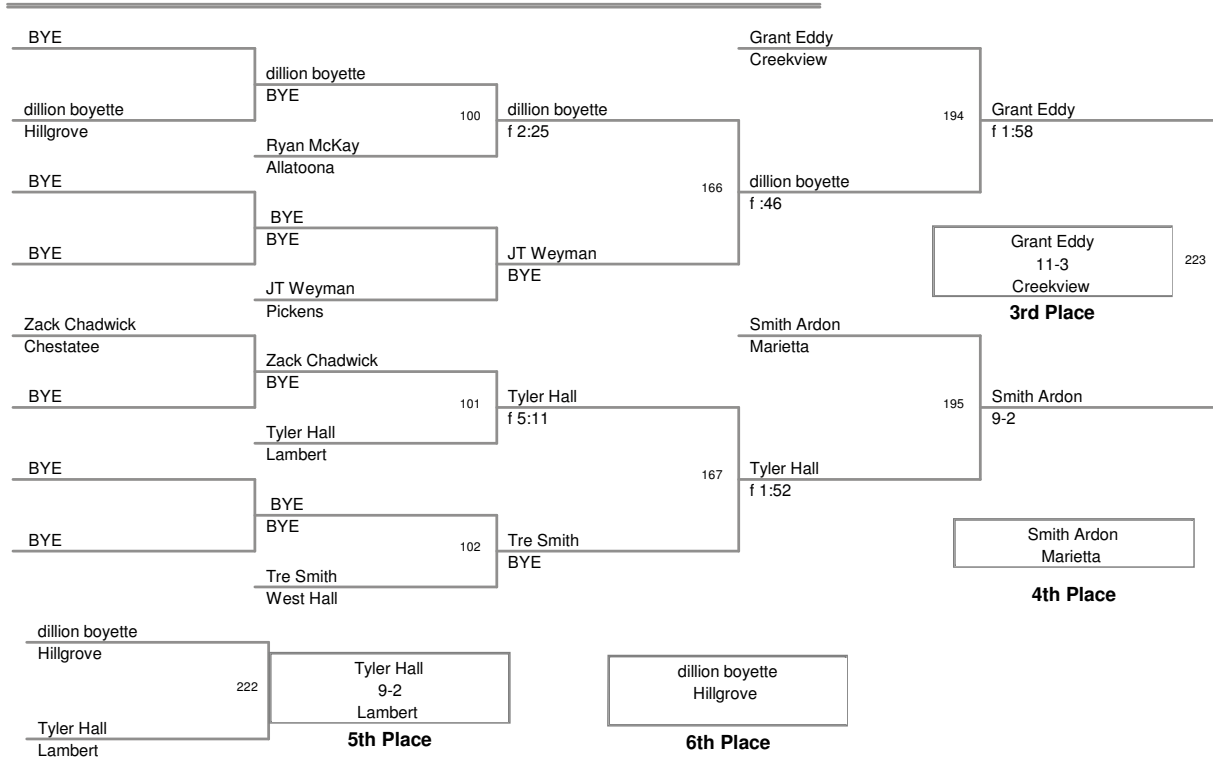 BYE
dillion boyette
Hillgrove
BYE
BYE
Zack Chadwick
Chestatee
BYE
BYE
BYE
dillion boyette
BYE
100
Ryan McKay
Allatoona
BYE
BYE
JT Weyman
Pickens
Zack Chadwick
BYE
101
Tyler Hall
Lambert
BYE
BYE
102
Tre Smith
West Hall
dillion boyette
f 2:25
166
JT Weyman
BYE
Tyler Hall
f 5:11
167
Tre Smith
BYE
Grant Eddy
Creekview
194
dillion boyette
f :46
Smith Ardon
Marietta
195
Tyler Hall
f 1:52
Grant Eddy
f 1:58
Grant Eddy
11-3
Creekview
223
3rd Place
Smith Ardon
9-2
Smith Ardon
Marietta
4th Place
dillion boyette
Hillgrove
222
Tyler Hall
Lambert
Tyler Hall
9-2
Lambert
5th Place
dillion boyette
Hillgrove
6th Place